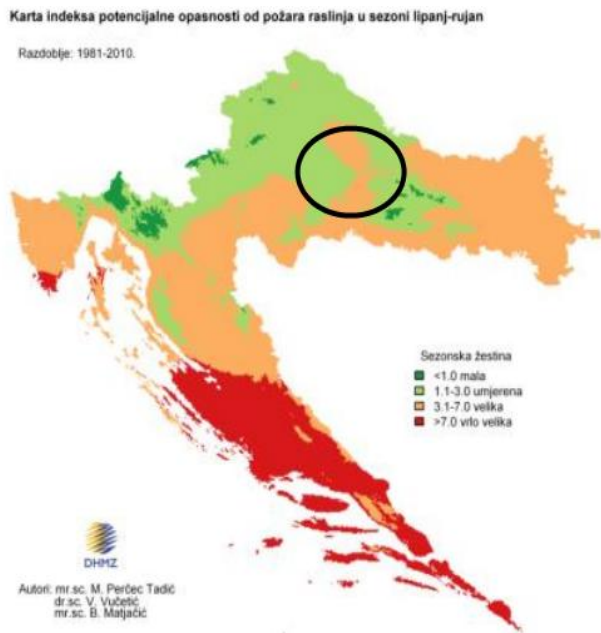 Karta indeksa potencijalne opasnosti od požara raslinja u sezoni lipanj-rujan
Razdoblje: 1981-2010.
Sezonska žestina
<1.0 mala
1.1-3.0 umjerena
3.1-7.0 velika
>7.0 vrlo velika
DHMZ
Autori: mr.sc. M. Perčec Tadić
dr.sc. V. Vučetić
mr.sc. B. Matjačić